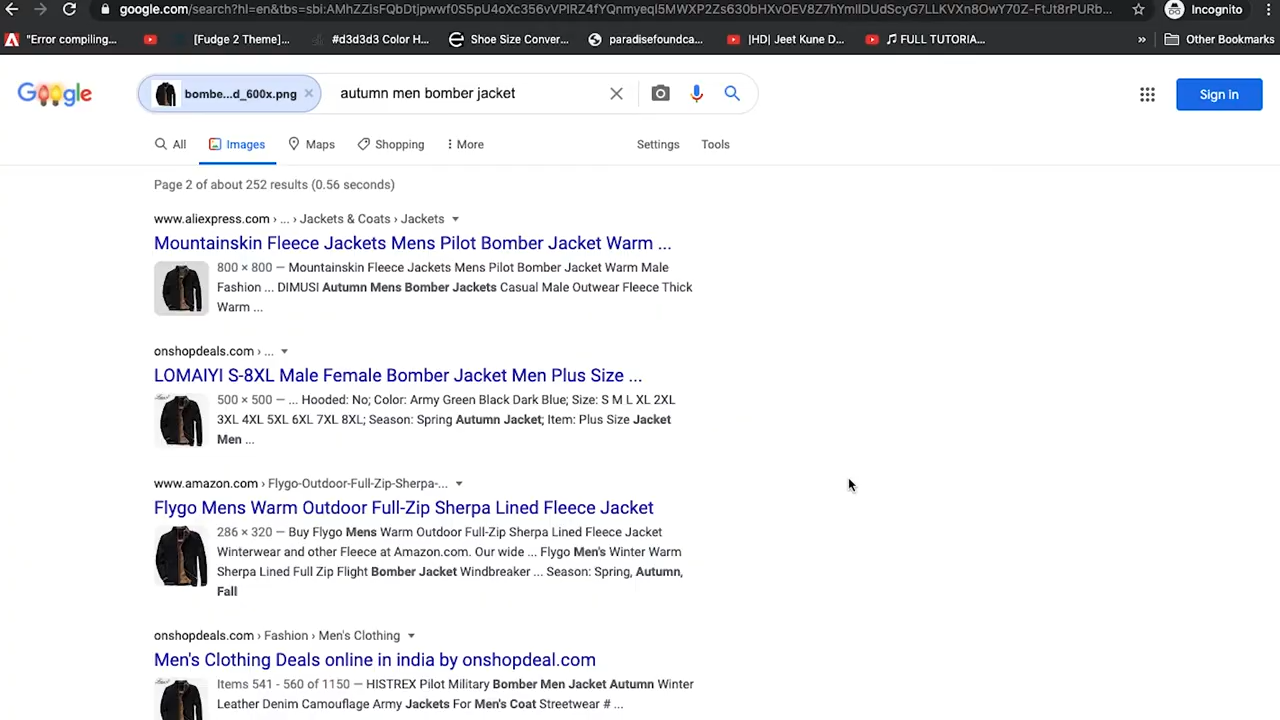 google.com/search?hl=en&tbs=sbi:AMhZZisFQbDtjpwwf0S5pU4oXc356vVPlRZ4fYQnmyeql5MWXP2Zs630bHXvOEV8Z7hYmllDUdScyG7LLKVXn8OwY70Z-FtJt8rPURb...
Incognito
"Error compiling...
[Fudge 2 Theme]...
#d3d3d3 Color H...
Shoe Size Conver...
paradisefoundca...
|HD| Jeet Kune D...
♫ FULL TUTORIA...
»
Other Bookmarks
Google
bombe...d_600x.png ×
autumn men bomber jacket
Sign in
All
Images
Maps
Shopping
More
Settings
Tools
Page 2 of about 252 results (0.56 seconds)
www.aliexpress.com › ... › Jackets & Coats › Jackets
Mountainskin Fleece Jackets Mens Pilot Bomber Jacket Warm ...
800 × 800 — Mountainskin Fleece Jackets Mens Pilot Bomber Jacket Warm Male
Fashion ... DIMUSI Autumn Mens Bomber Jackets Casual Male Outwear Fleece Thick
Warm ...
onshopdeals.com › ...
LOMAIYI S-8XL Male Female Bomber Jacket Men Plus Size ...
500 × 500 — ... Hooded: No; Color: Army Green Black Dark Blue; Size: S M L XL 2XL
3XL 4XL 5XL 6XL 7XL 8XL; Season: Spring Autumn Jacket; Item: Plus Size Jacket
Men ...
www.amazon.com › Flygo-Outdoor-Full-Zip-Sherpa-...
Flygo Mens Warm Outdoor Full-Zip Sherpa Lined Fleece Jacket
286 × 320 — Buy Flygo Mens Warm Outdoor Full-Zip Sherpa Lined Fleece Jacket
Winterwear and other Fleece at Amazon.com. Our wide ... Flygo Men's Winter Warm
Sherpa Lined Full Zip Flight Bomber Jacket Windbreaker ... Season: Spring, Autumn,
Fall
onshopdeals.com › Fashion › Men's Clothing
Men's Clothing Deals online in india by onshopdeal.com
Items 541 - 560 of 1150 — HISTREX Pilot Military Bomber Men Jacket Autumn Winter
Leather Denim Camouflage Army Jackets For Men's Coat Streetwear # ...